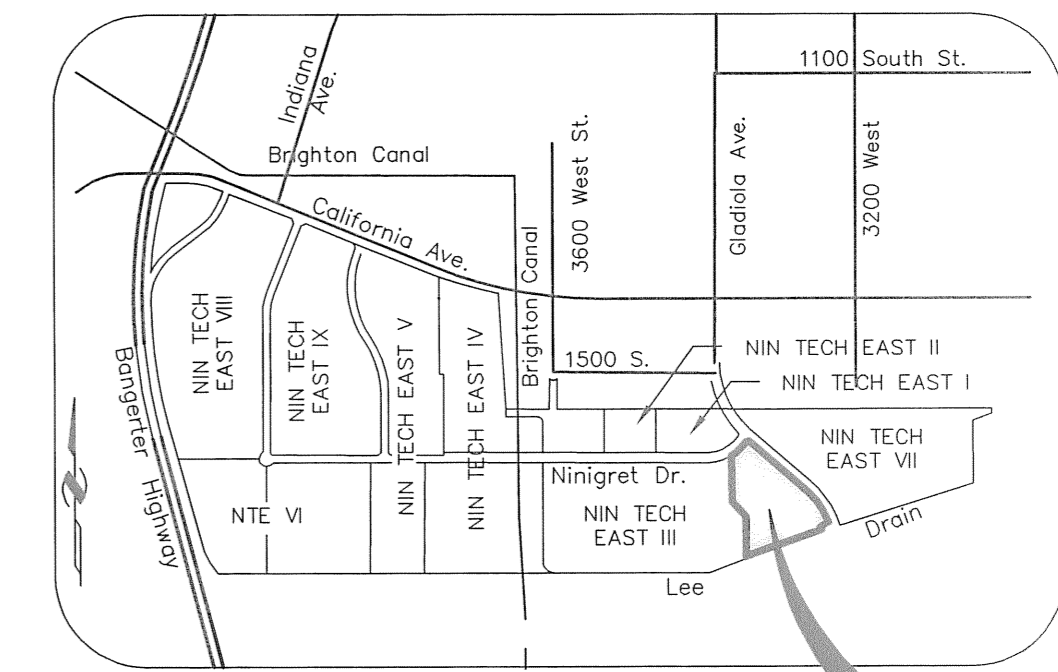 1100 South St.
Indiana
Ave.
Brighton Canal
3600 West St.
Gladiola Ave.
3200 West
California Ave.
Brighton Canal
NIN TECH
EAST VIII
NIN TECH
EAST IX
NIN TECH EAST V
NIN TECH EAST IV
1500 S.
NIN TECH EAST II
NIN TECH EAST I
Bangerter Highway
NIN TECH
EAST VII
Ninigret Dr.
NTE VI
NIN TECH
EAST III
Drain
Lee